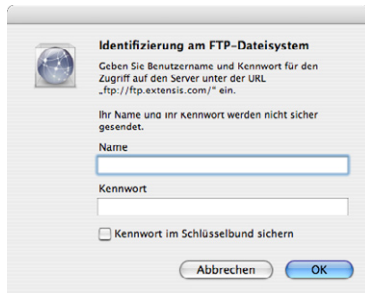 Identifizierung am FTP-Dateisystem
Geben Sie Benutzername und Kennwort für den
Zugriff auf den Server unter der URL
„ftp://ftp.extensis.com/" ein.
Ihr Name und Ihr Kennwort werden nicht sicher
gesendet.
Name
Kennwort
Kennwort im Schlüsselbund sichern
Abbrechen
OK